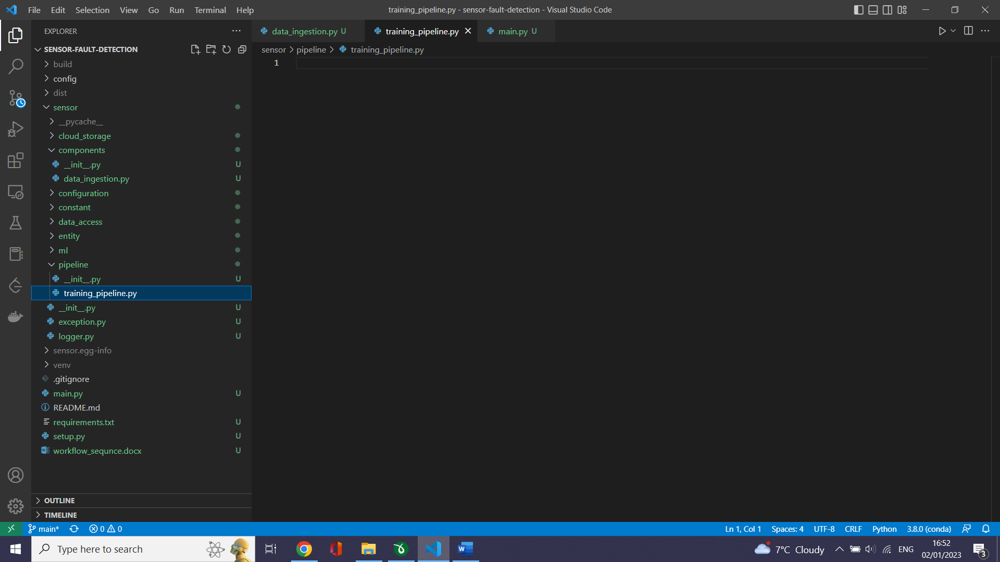 File Edit Selection View Go Run Terminal Help
training_pipeline.py - sensor-fault-detection - Visual Studio Code
EXPLORER
SENSOR-FAULT-DETECTION
build
config
dist
sensor
__pycache__
cloud_storage
components
__init__.py U
data_ingestion.py U
configuration
constant
data_access
entity
ml
pipeline
__init__.py U
training_pipeline.py
__init__.py U
exception.py U
logger.py U
sensor.egg-info
venv
.gitignore
main.py U
README.md
requirements.txt U
setup.py U
workflow_sequnce.docx U
OUTLINE
TIMELINE
data_ingestion.py U
training_pipeline.py
main.py U
sensor > pipeline > training_pipeline.py
1
main* 0 0
Ln 1, Col 1 Spaces: 4 UTF-8 CRLF Python 3.8.0 (conda)
Type here to search
7°C Cloudy
ENG
16:52
02/01/2023
3